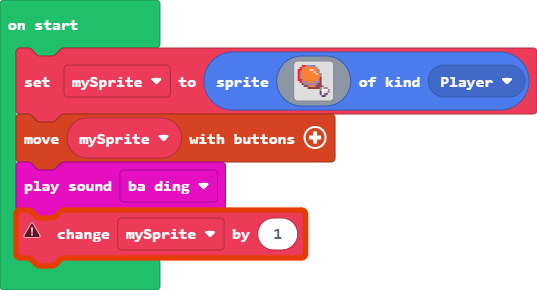 on start
set mySprite to sprite of kind Player
move mySprite with buttons
play sound ba ding
change mySprite by 1